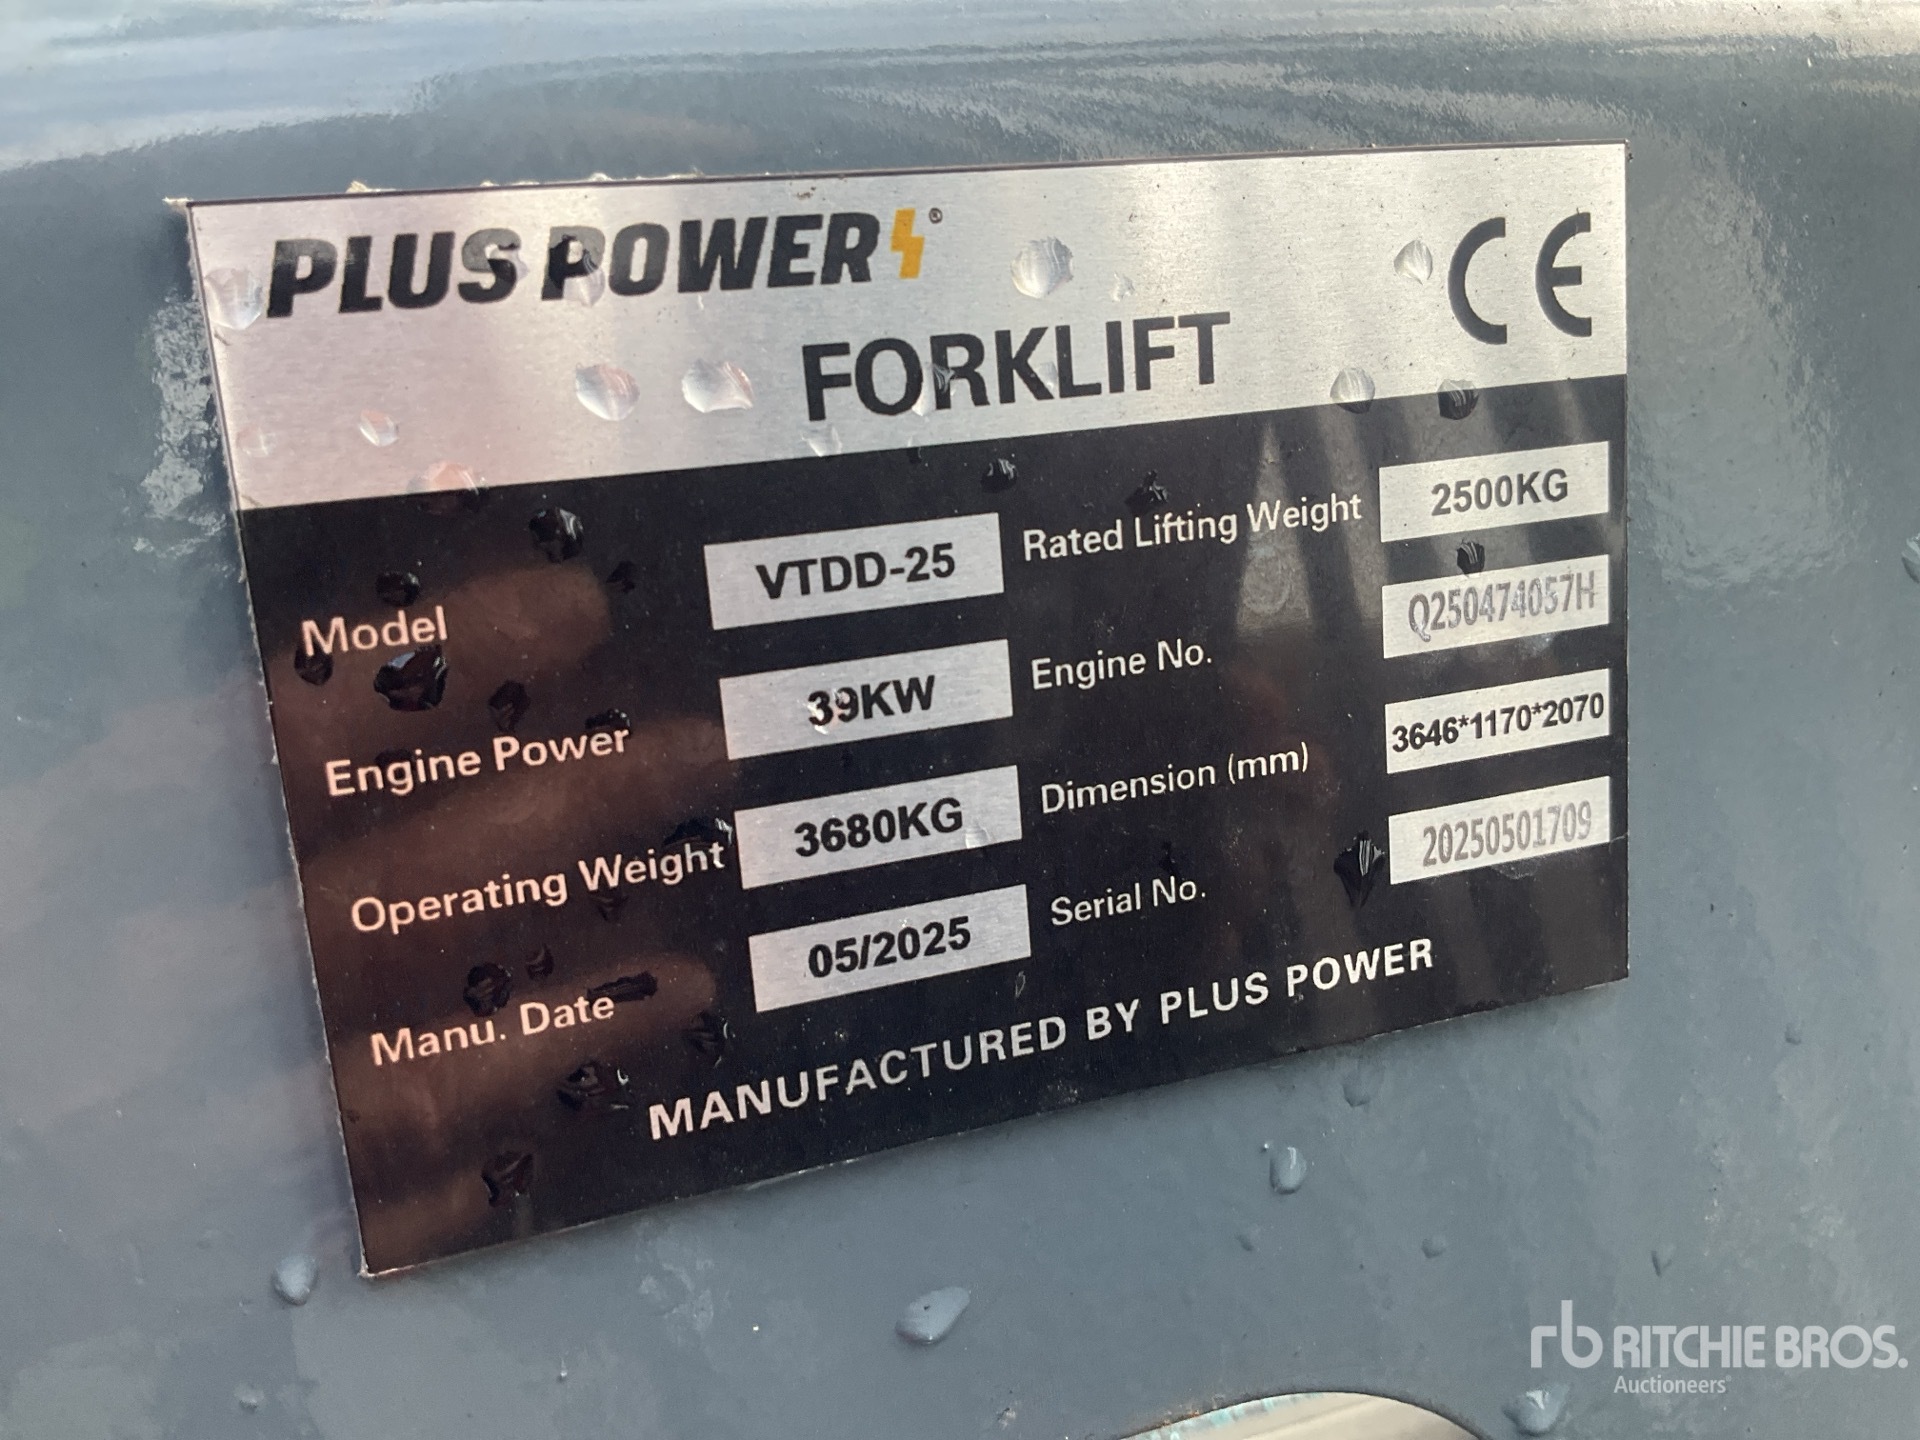 PLUS POWER ®
CE
FORKLIFT
Model VTDD-25
Rated Lifting Weight 2500KG
Engine Power 39KW
Engine No. Q250474057H
Operating Weight 3680KG
Dimension (mm) 3646*1170*2070
Manu. Date 05/2025
Serial No. 20250501709
MANUFACTURED BY PLUS POWER
rb RITCHIE BROS.
Auctioneers